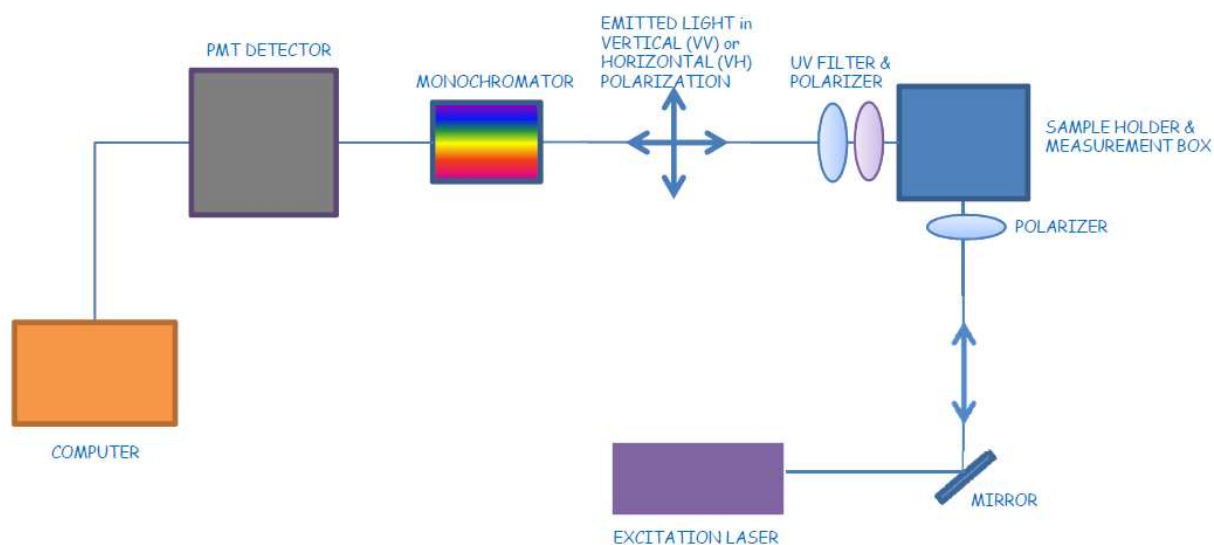 EMITTED LIGHT in
VERTICAL (VV) or
HORIZONTAL (VH)
POLARIZATION
PMT DETECTOR
MONOCHROMATOR
UV FILTER &
POLARIZER
SAMPLE HOLDER &
MEASUREMENT BOX
POLARIZER
COMPUTER
MIRROR
EXCITATION LASER